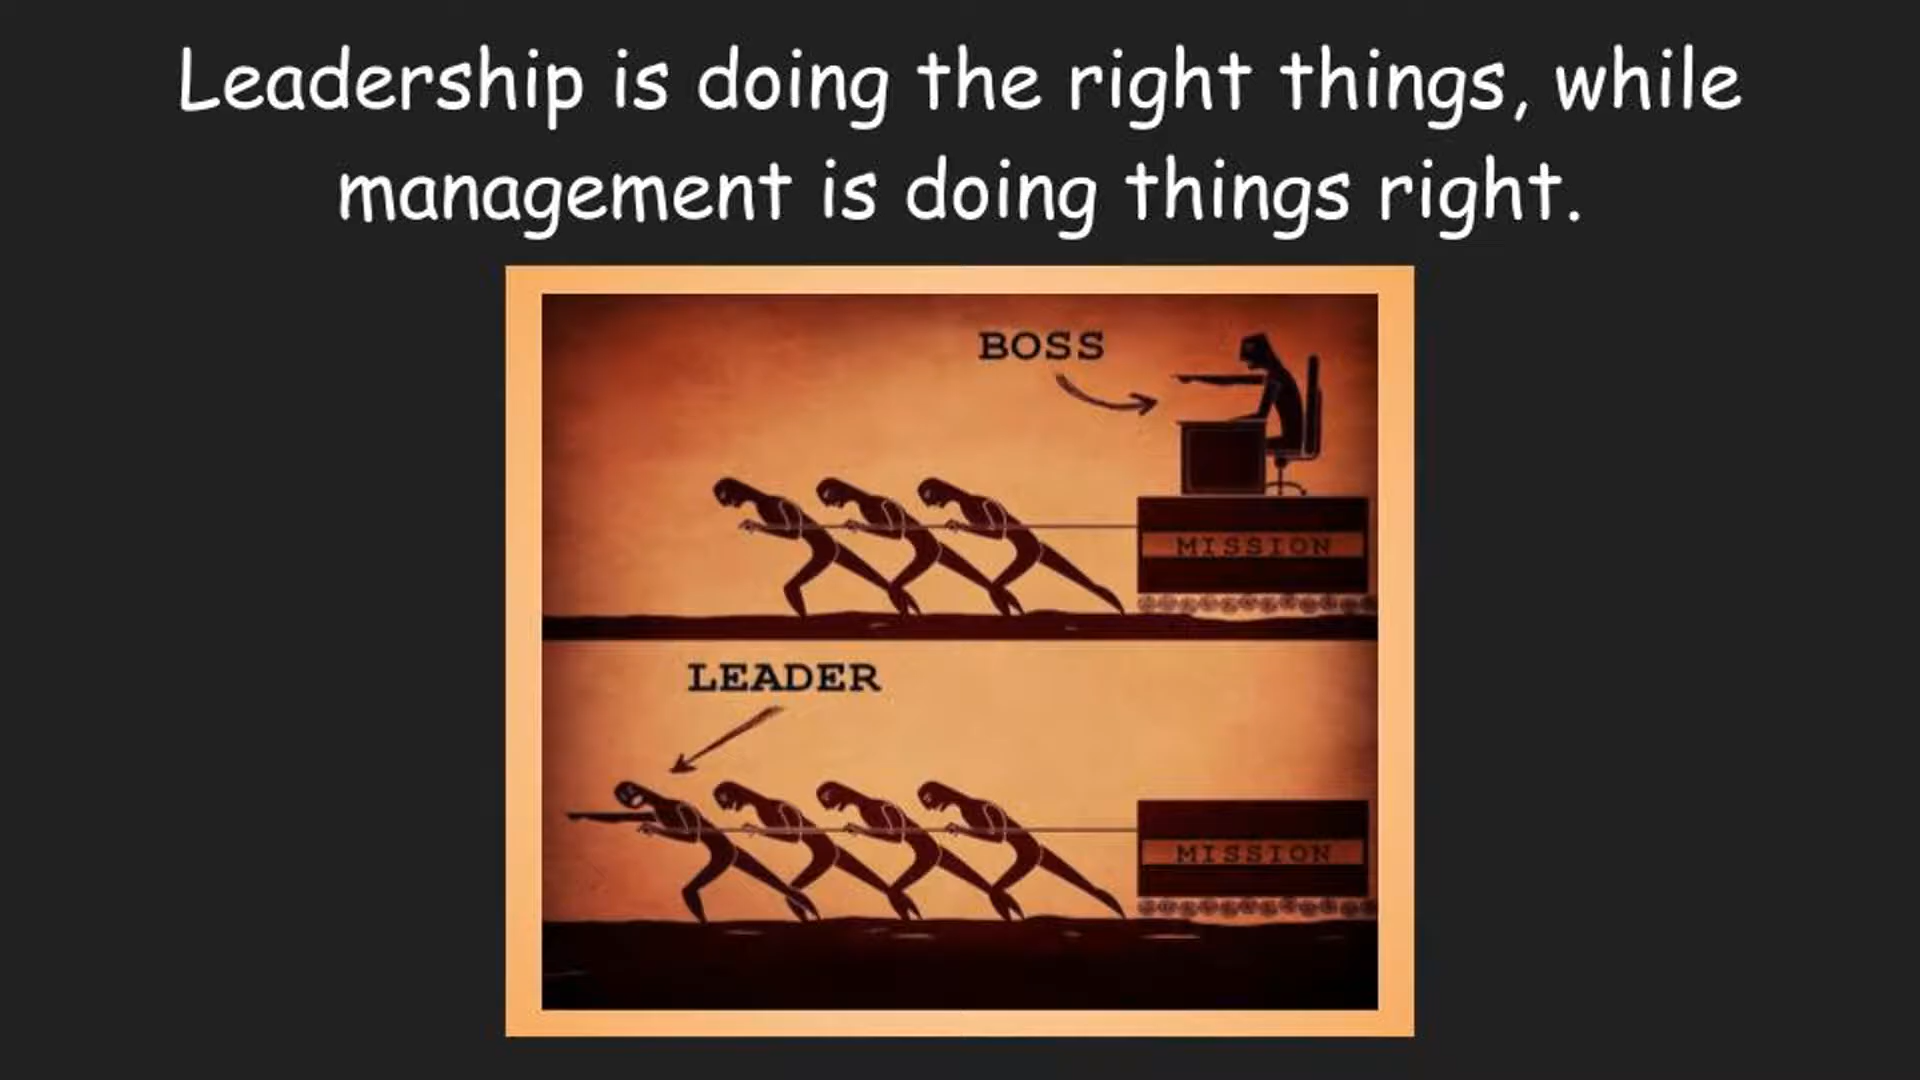 Leadership is doing the right things, while
management is doing things right.
BOSS
MISSION
LEADER
MISSION